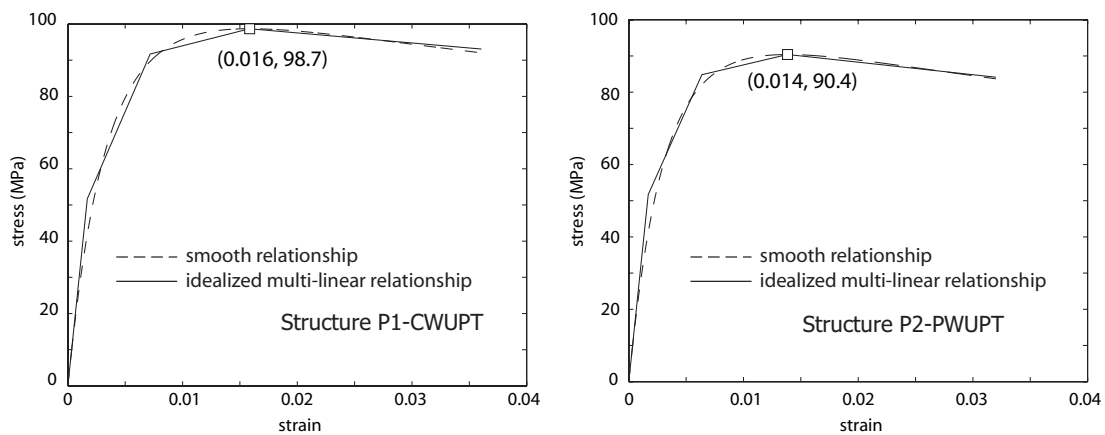 100
80
60
40
20
0
stress (MPa)
(0.016, 98.7)
smooth relationship
idealized multi-linear relationship
Structure P1-CWUPT
0 0.01 0.02 0.03 0.04
strain
100
80
60
40
20
0
stress (MPa)
(0.014, 90.4)
smooth relationship
idealized multi-linear relationship
Structure P2-PWUPT
0 0.01 0.02 0.03 0.04
strain